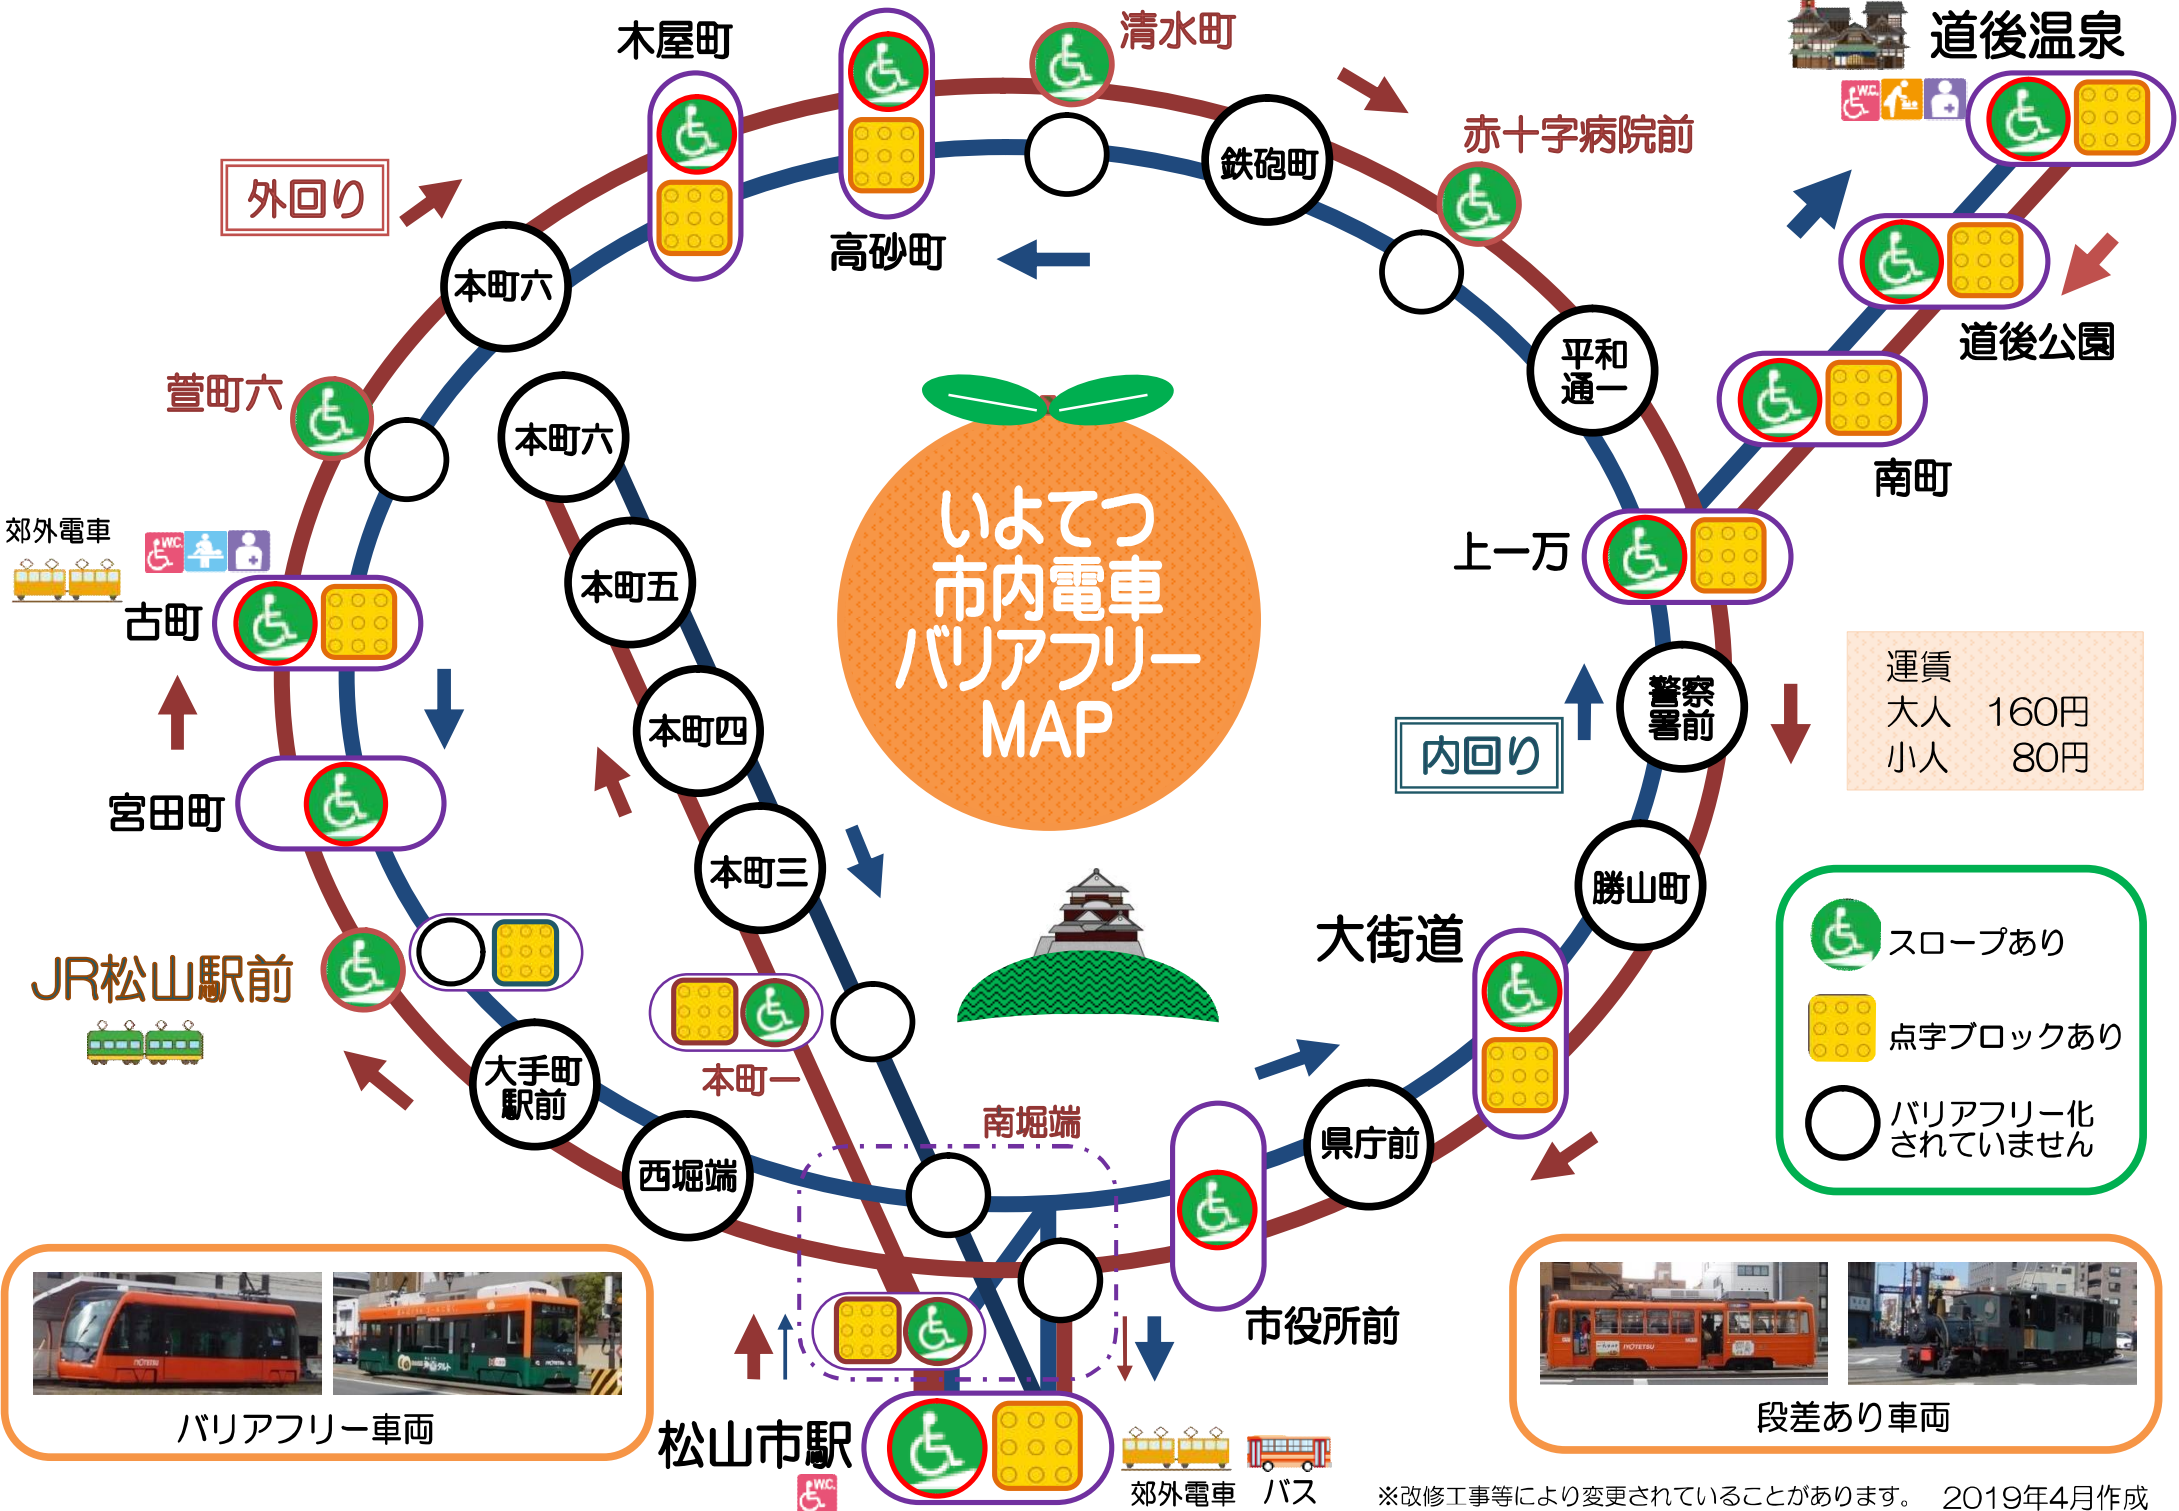 木屋町
清水町
道後温泉
W.C.
赤十字病院前
鉄砲町
外回り
高砂町
道後公園
本町六
平和
通一
萱町六
本町六
南町
いよてつ
市内電車
バリアフリー
MAP
郊外電車
W.C.
古町
上一万
本町五
運賃
大人 160円
小人 80円
警察
署前
本町四
内回り
宮田町
本町三
勝山町
大街道
スロープあり
JR松山駅前
点字ブロックあり
大手町
駅前
本町一
南堀端
バリアフリー化
されていません
県庁前
西堀端
市役所前
IYOTETSU
IYOTETSU
IYOTETSU
バリアフリー車両
段差あり車両
松山市駅
W.C.
郊外電車
バス
※改修工事等により変更されていることがあります。 2019年4月作成